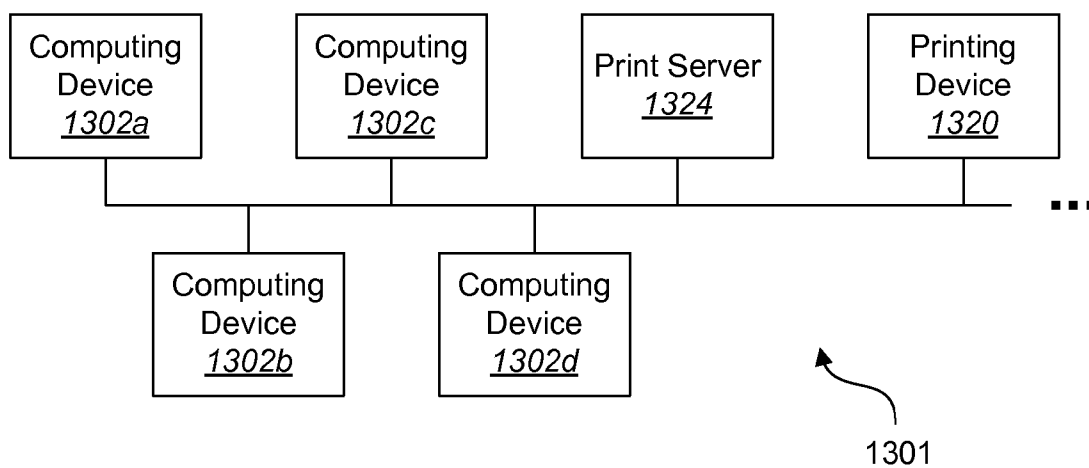 Computing
Device
1302a
Computing
Device
1302c
Print Server
1324
Printing
Device
1320
Computing
Device
1302b
Computing
Device
1302d
1301